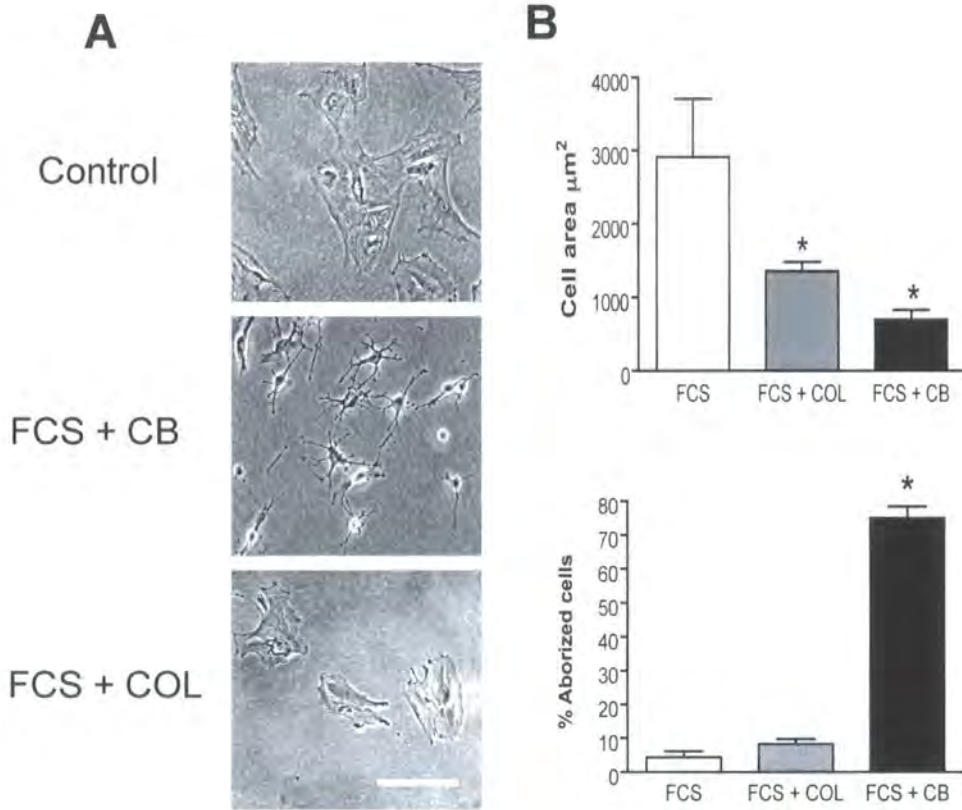 A
Control
FCS + CB
FCS + COL
B
4000
3000
2000
1000
0
Cell area μm²
*
*
FCS FCS + COL FCS + CB
80
70
60
50
40
30
20
10
0
% Aborized cells
*
FCS FCS + COL FCS + CB